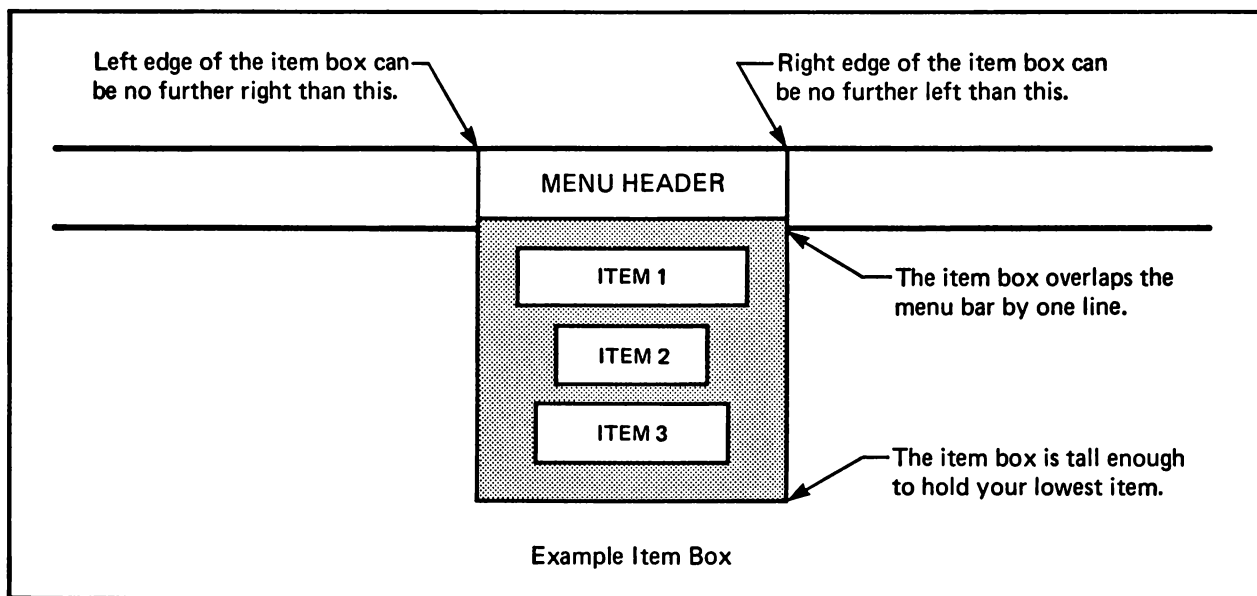 Left edge of the item box can
be no further right than this.
Right edge of the item box can
be no further left than this.
MENU HEADER
ITEM 1
The item box overlaps the
menu bar by one line.
ITEM 2
ITEM 3
The item box is tall enough
to hold your lowest item.
Example Item Box